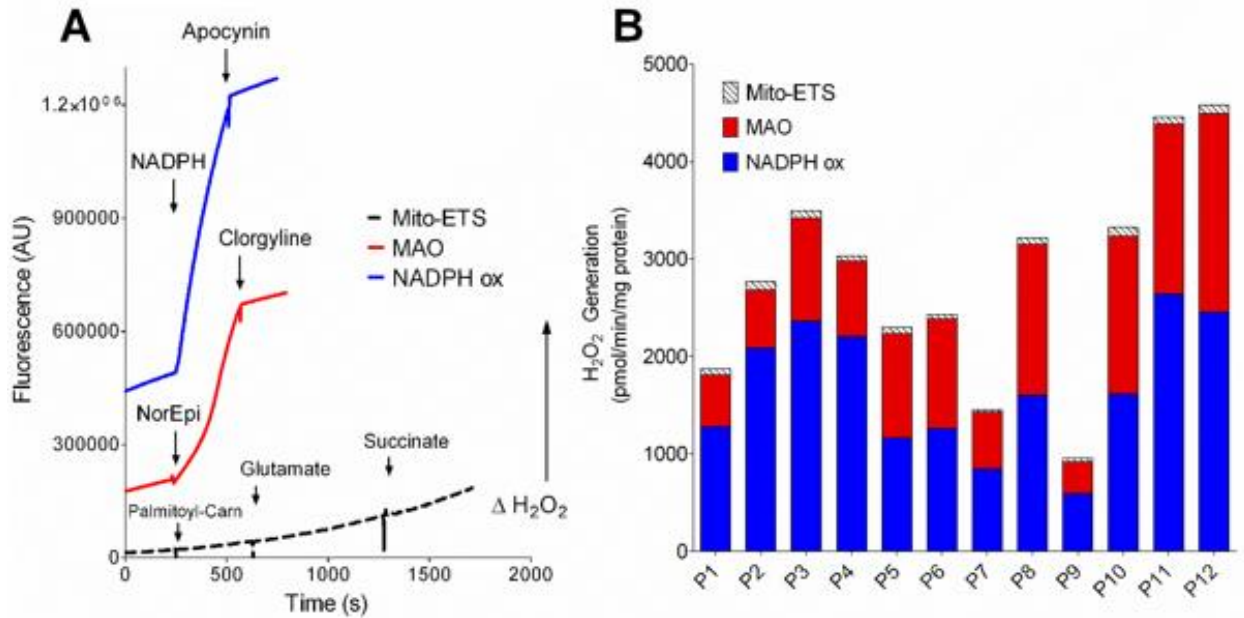 A
Apocynin
1.2x10⁰⁶
NADPH
900000
Clorgyline
Mito-ETS
MAO
NADPH ox
600000
NorEpi
300000
Succinate
Glutamate
Palmitoyl-Carn
Δ H₂O₂
0
0 500 1000 1500 2000
Time (s)
Fluorescence (AU)
B
5000
Mito-ETS
MAO
NADPH ox
4000
3000
2000
1000
0
P1 P2 P3 P4 P5 P6 P7 P8 P9 P10 P11 P12
H₂O₂ Generation
(pmol/min/mg protein)